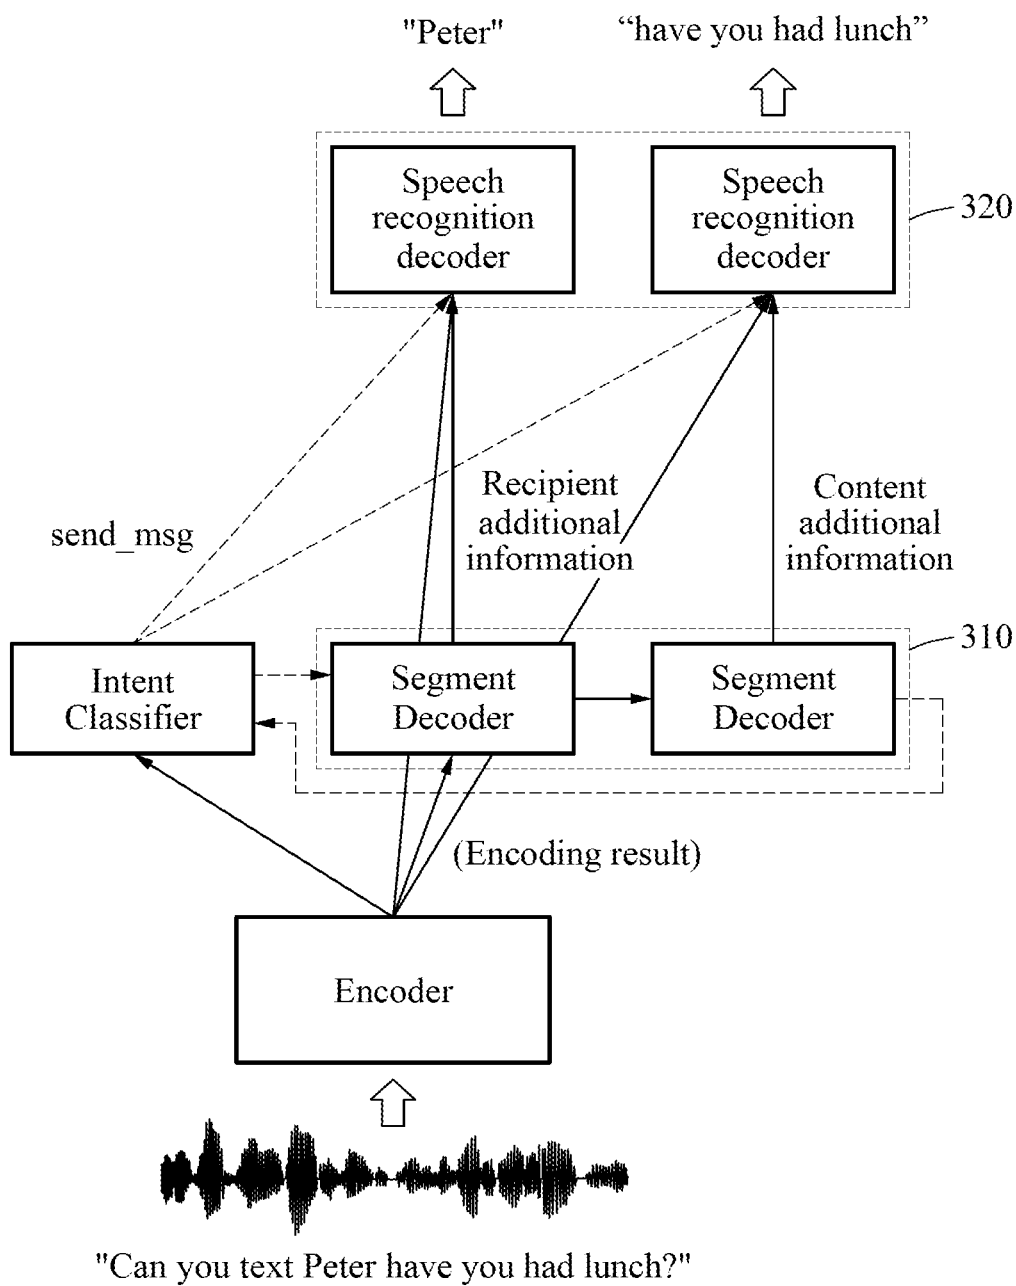 "Peter"
“have you had lunch”
Speech
recognition
decoder
Speech
recognition
decoder
320
send_msg
Recipient
additional
information
Content
additional
information
310
Intent
Classifier
Segment
Decoder
Segment
Decoder
(Encoding result)
Encoder
"Can you text Peter have you had lunch?"